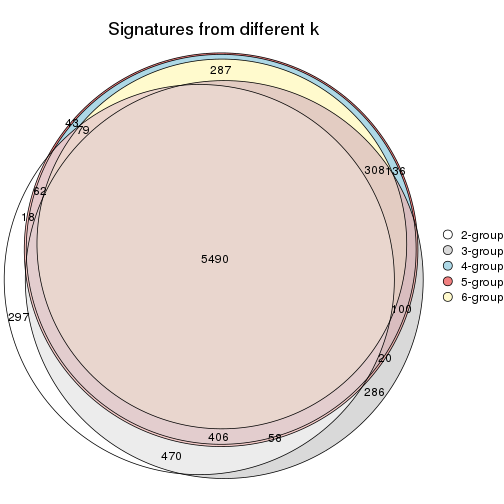 Signatures from different k
287
43
79
308
136
62
18
5490
2-group
3-group
4-group
5-group
6-group
297
100
20
286
406
58
470